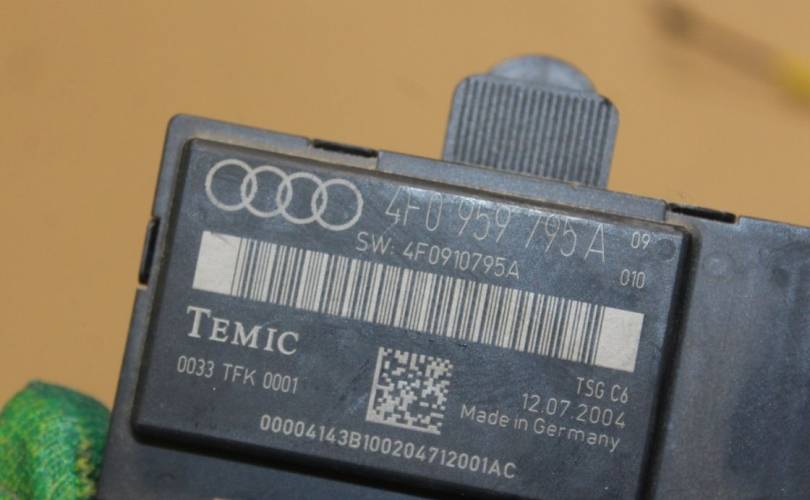 4F0 959 795 A 09
SW: 4F0910795A 010
TEMIC
TSG C6
0033 TFK 0001
12.07.2004
Made in Germany
00004143B100204712001AC